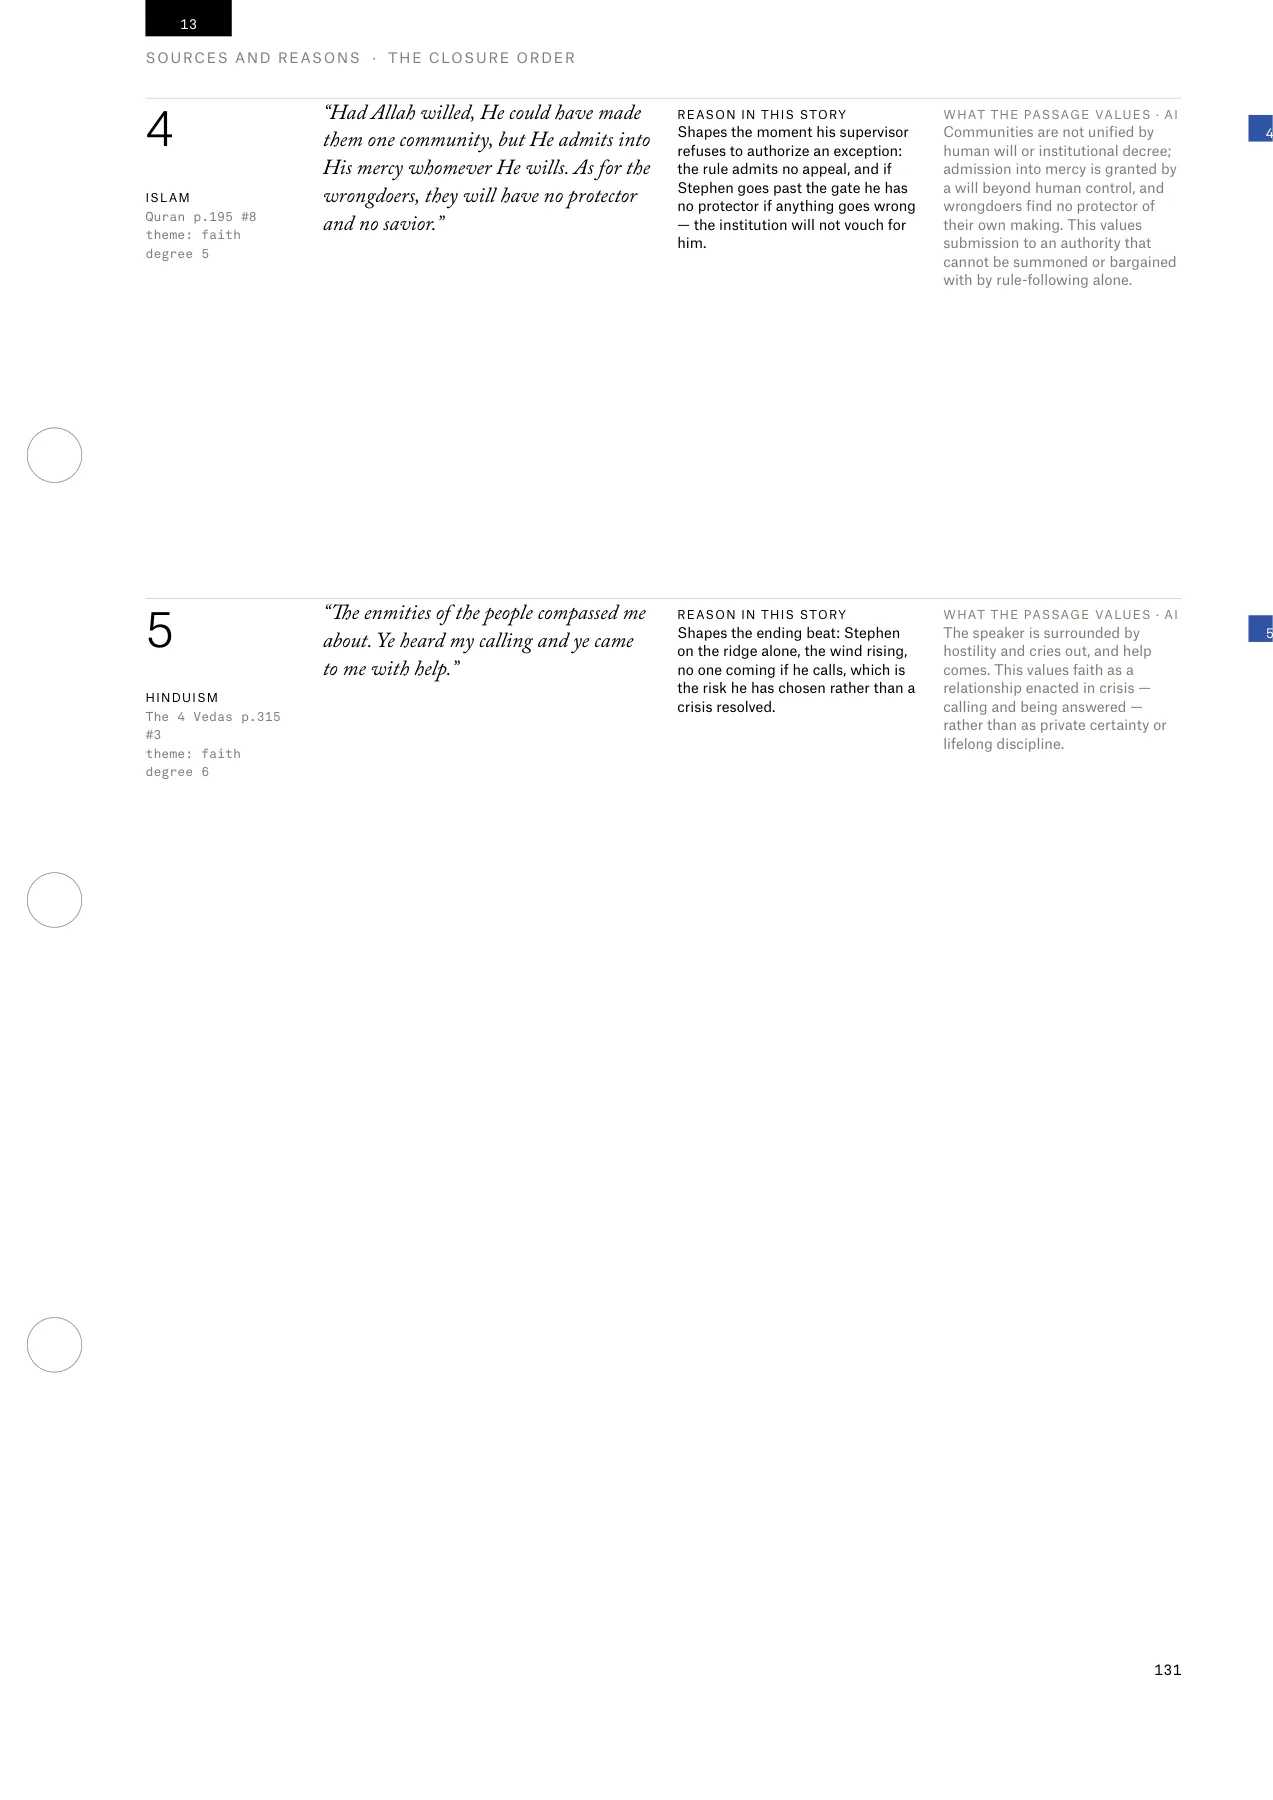 13
SOURCES AND REASONS · THE CLOSURE ORDER
4
ISLAM
Quran p.195 #8
theme: faith
degree 5
“Had Allah willed, He could have made
them one community, but He admits into
His mercy whomever He wills. As for the
wrongdoers, they will have no protector
and no savior.”
REASON IN THIS STORY
Shapes the moment his supervisor
refuses to authorize an exception:
the rule admits no appeal, and if
Stephen goes past the gate he has
no protector if anything goes wrong
— the institution will not vouch for
him.
WHAT THE PASSAGE VALUES · AI
Communities are not unified by
human will or institutional decree;
admission into mercy is granted by
a will beyond human control, and
wrongdoers find no protector of
their own making. This values
submission to an authority that
cannot be summoned or bargained
with by rule-following alone.
4
5
HINDUISM
The 4 Vedas p.315
#3
theme: faith
degree 6
“The enmities of the people compassed me
about. Ye heard my calling and ye came
to me with help.”
REASON IN THIS STORY
Shapes the ending beat: Stephen
on the ridge alone, the wind rising,
no one coming if he calls, which is
the risk he has chosen rather than a
crisis resolved.
WHAT THE PASSAGE VALUES · AI
The speaker is surrounded by
hostility and cries out, and help
comes. This values faith as a
relationship enacted in crisis —
calling and being answered —
rather than as private certainty or
lifelong discipline.
5
131